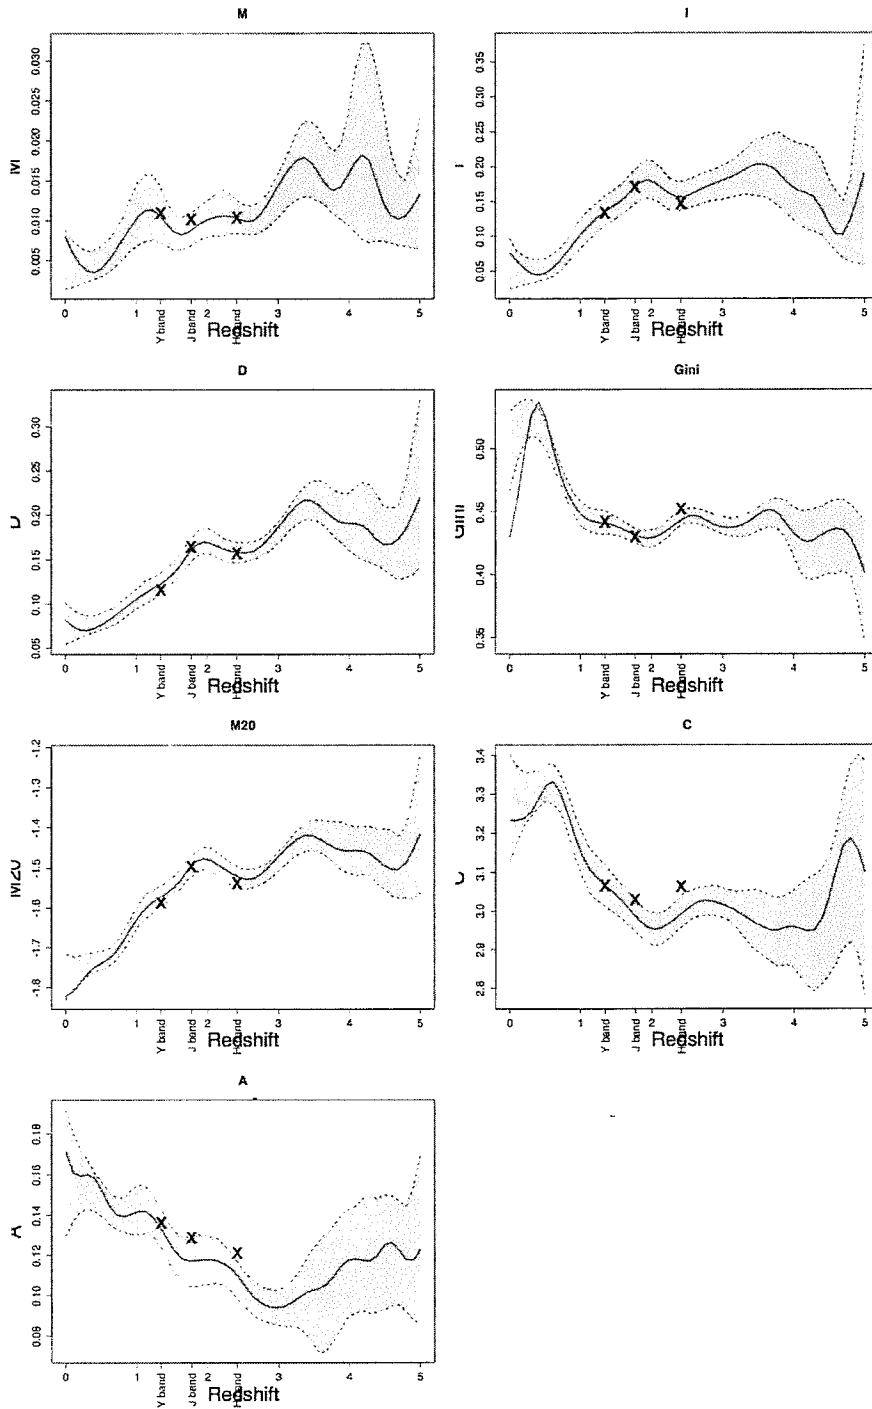 M
0.030
0.025
0.020
0.015
0.010
0.005
M
0 1 2 3 4 5
Y band J band H band
Redshift
I
0.35
0.30
0.25
0.20
0.15
0.10
0.05
0 1 2 3 4 5
Y band J band H band
Redshift
D
0.30
0.25
0.20
0.15
0.10
0.05
D
0 1 2 3 4 5
Y band J band H band
Redshift
Gini
0.50
0.45
0.40
0.35
Gini
0 1 2 3 4 5
Y band J band H band
Redshift
M20
-1.2
-1.3
-1.4
-1.5
-1.6
-1.7
-1.8
M20
0 1 2 3 4 5
Y band J band H band
Redshift
C
3.4
3.3
3.2
3.1
3.0
2.9
2.8
C
0 1 2 3 4 5
Y band J band H band
Redshift
A
0.18
0.16
0.14
0.12
0.10
0.08
A
0 1 2 3 4 5
Y band J band H band
Redshift